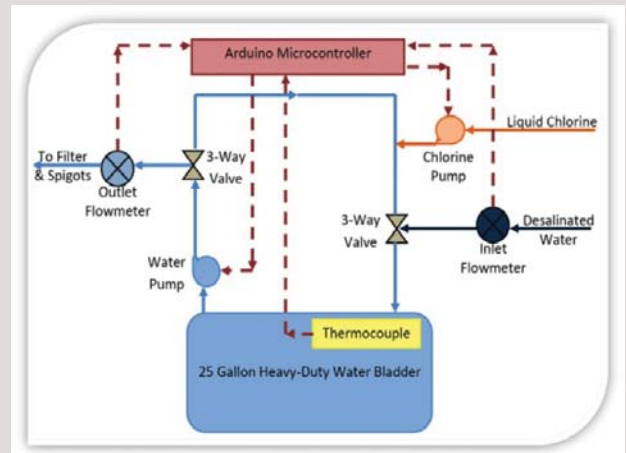 Arduino Microcontroller
To Filter
& Spigots
Outlet
Flowmeter
3-Way
Valve
Liquid Chlorine
Chlorine
Pump
3-Way
Valve
Desalinated
Water
Inlet
Flowmeter
Water
Pump
Thermocouple
25 Gallon Heavy-Duty Water Bladder